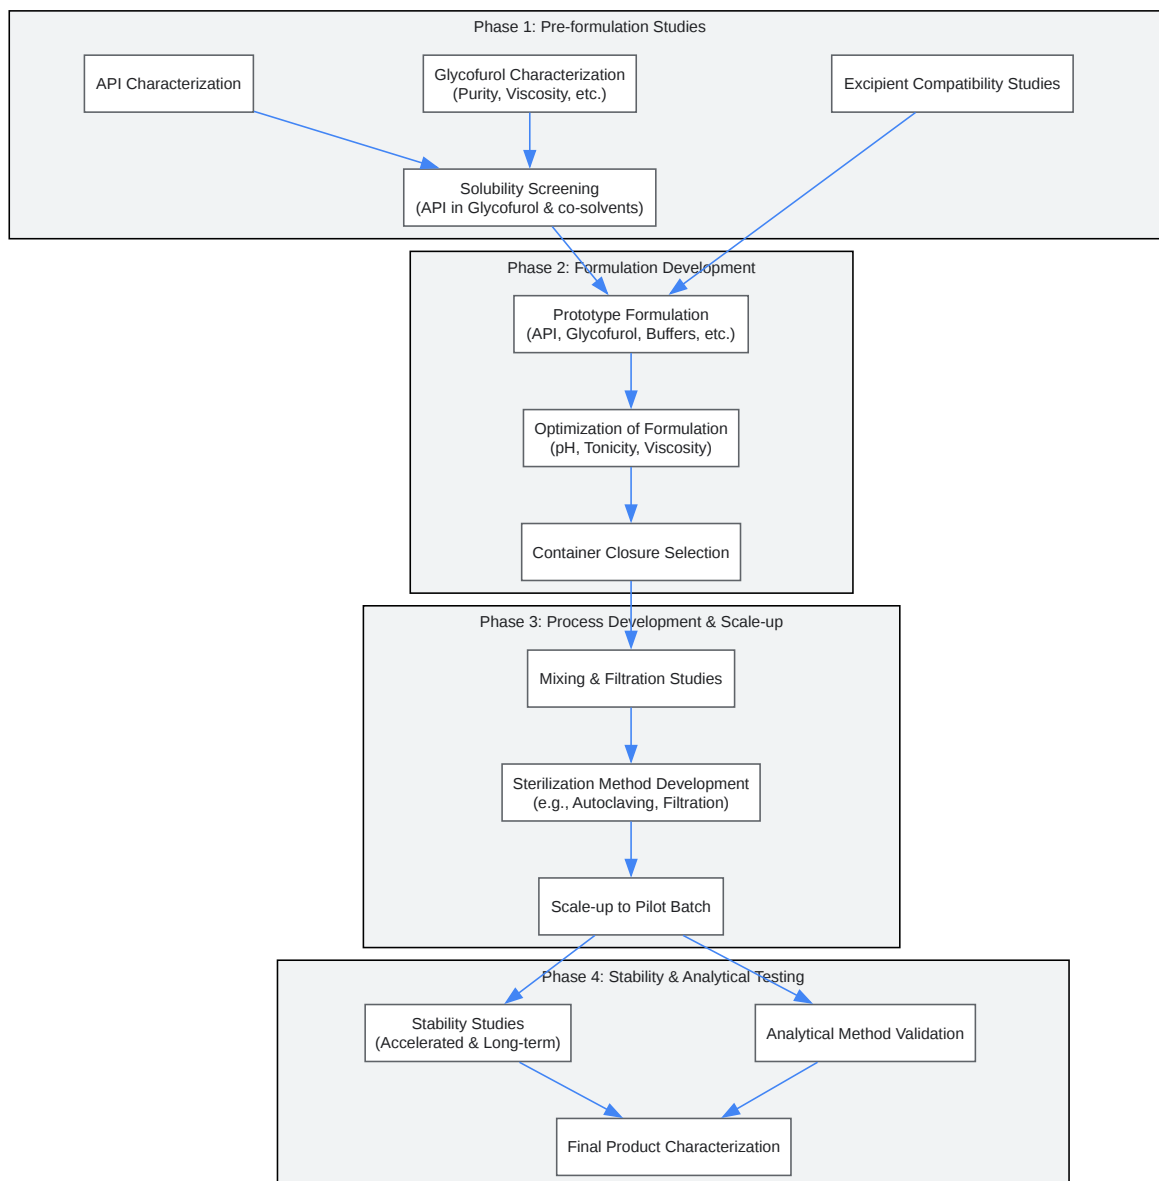 Phase 1: Pre-formulation Studies
API Characterization
Glycofurol Characterization
(Purity, Viscosity, etc.)
Excipient Compatibility Studies
Solubility Screening
(API in Glycofurol & co-solvents)
Phase 2: Formulation Development
Prototype Formulation
(API, Glycofurol, Buffers, etc.)
Optimization of Formulation
(pH, Tonicity, Viscosity)
Container Closure Selection
Phase 3: Process Development & Scale-up
Mixing & Filtration Studies
Sterilization Method Development
(e.g., Autoclaving, Filtration)
Scale-up to Pilot Batch
Phase 4: Stability & Analytical Testing
Stability Studies
(Accelerated & Long-term)
Analytical Method Validation
Final Product Characterization